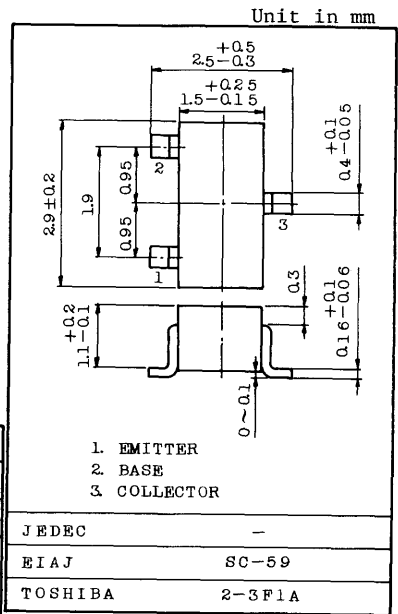 Unit in mm
+0.5
2.5-0.3
+0.25
1.5-0.15
2
3
1
2.9±0.2
1.9
0.95
0.95
+0.1
0.4-0.05
+0.2
1.1-0.1
0.3
+0.1
0.16-0.06
0~0.1
1. EMITTER
2. BASE
3. COLLECTOR
JEDEC –
EIAJ SC-59
TOSHIBA 2-3F1A